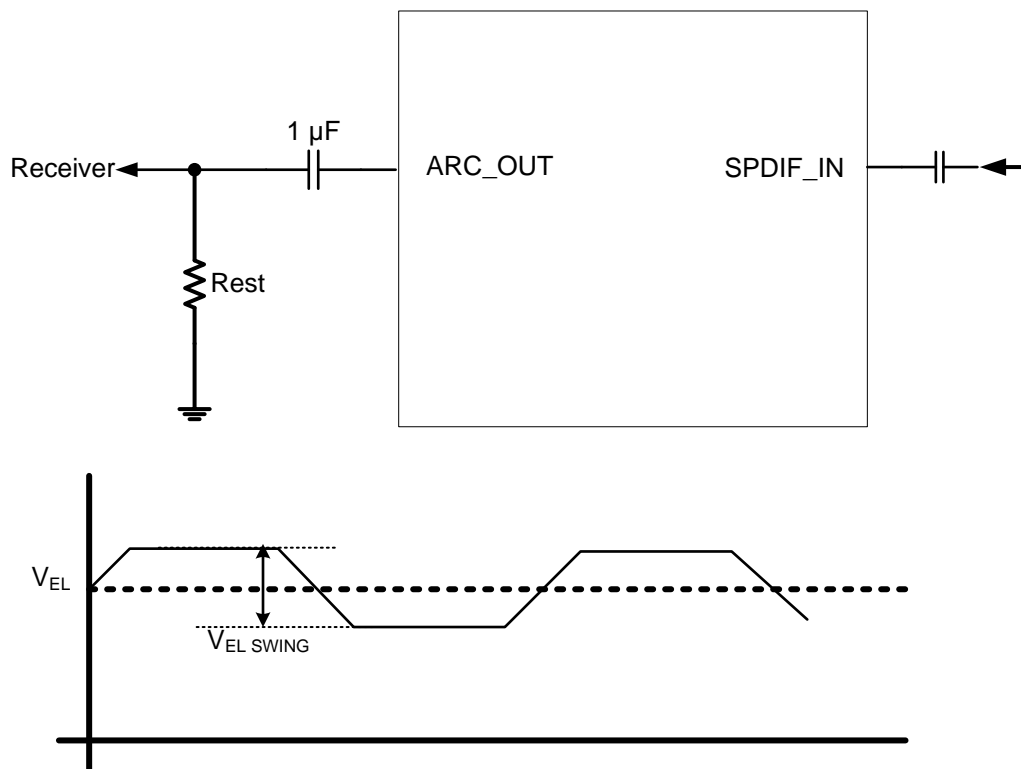 1 µF
Receiver
ARC_OUT
SPDIF_IN
Rest
VEL
VEL SWING